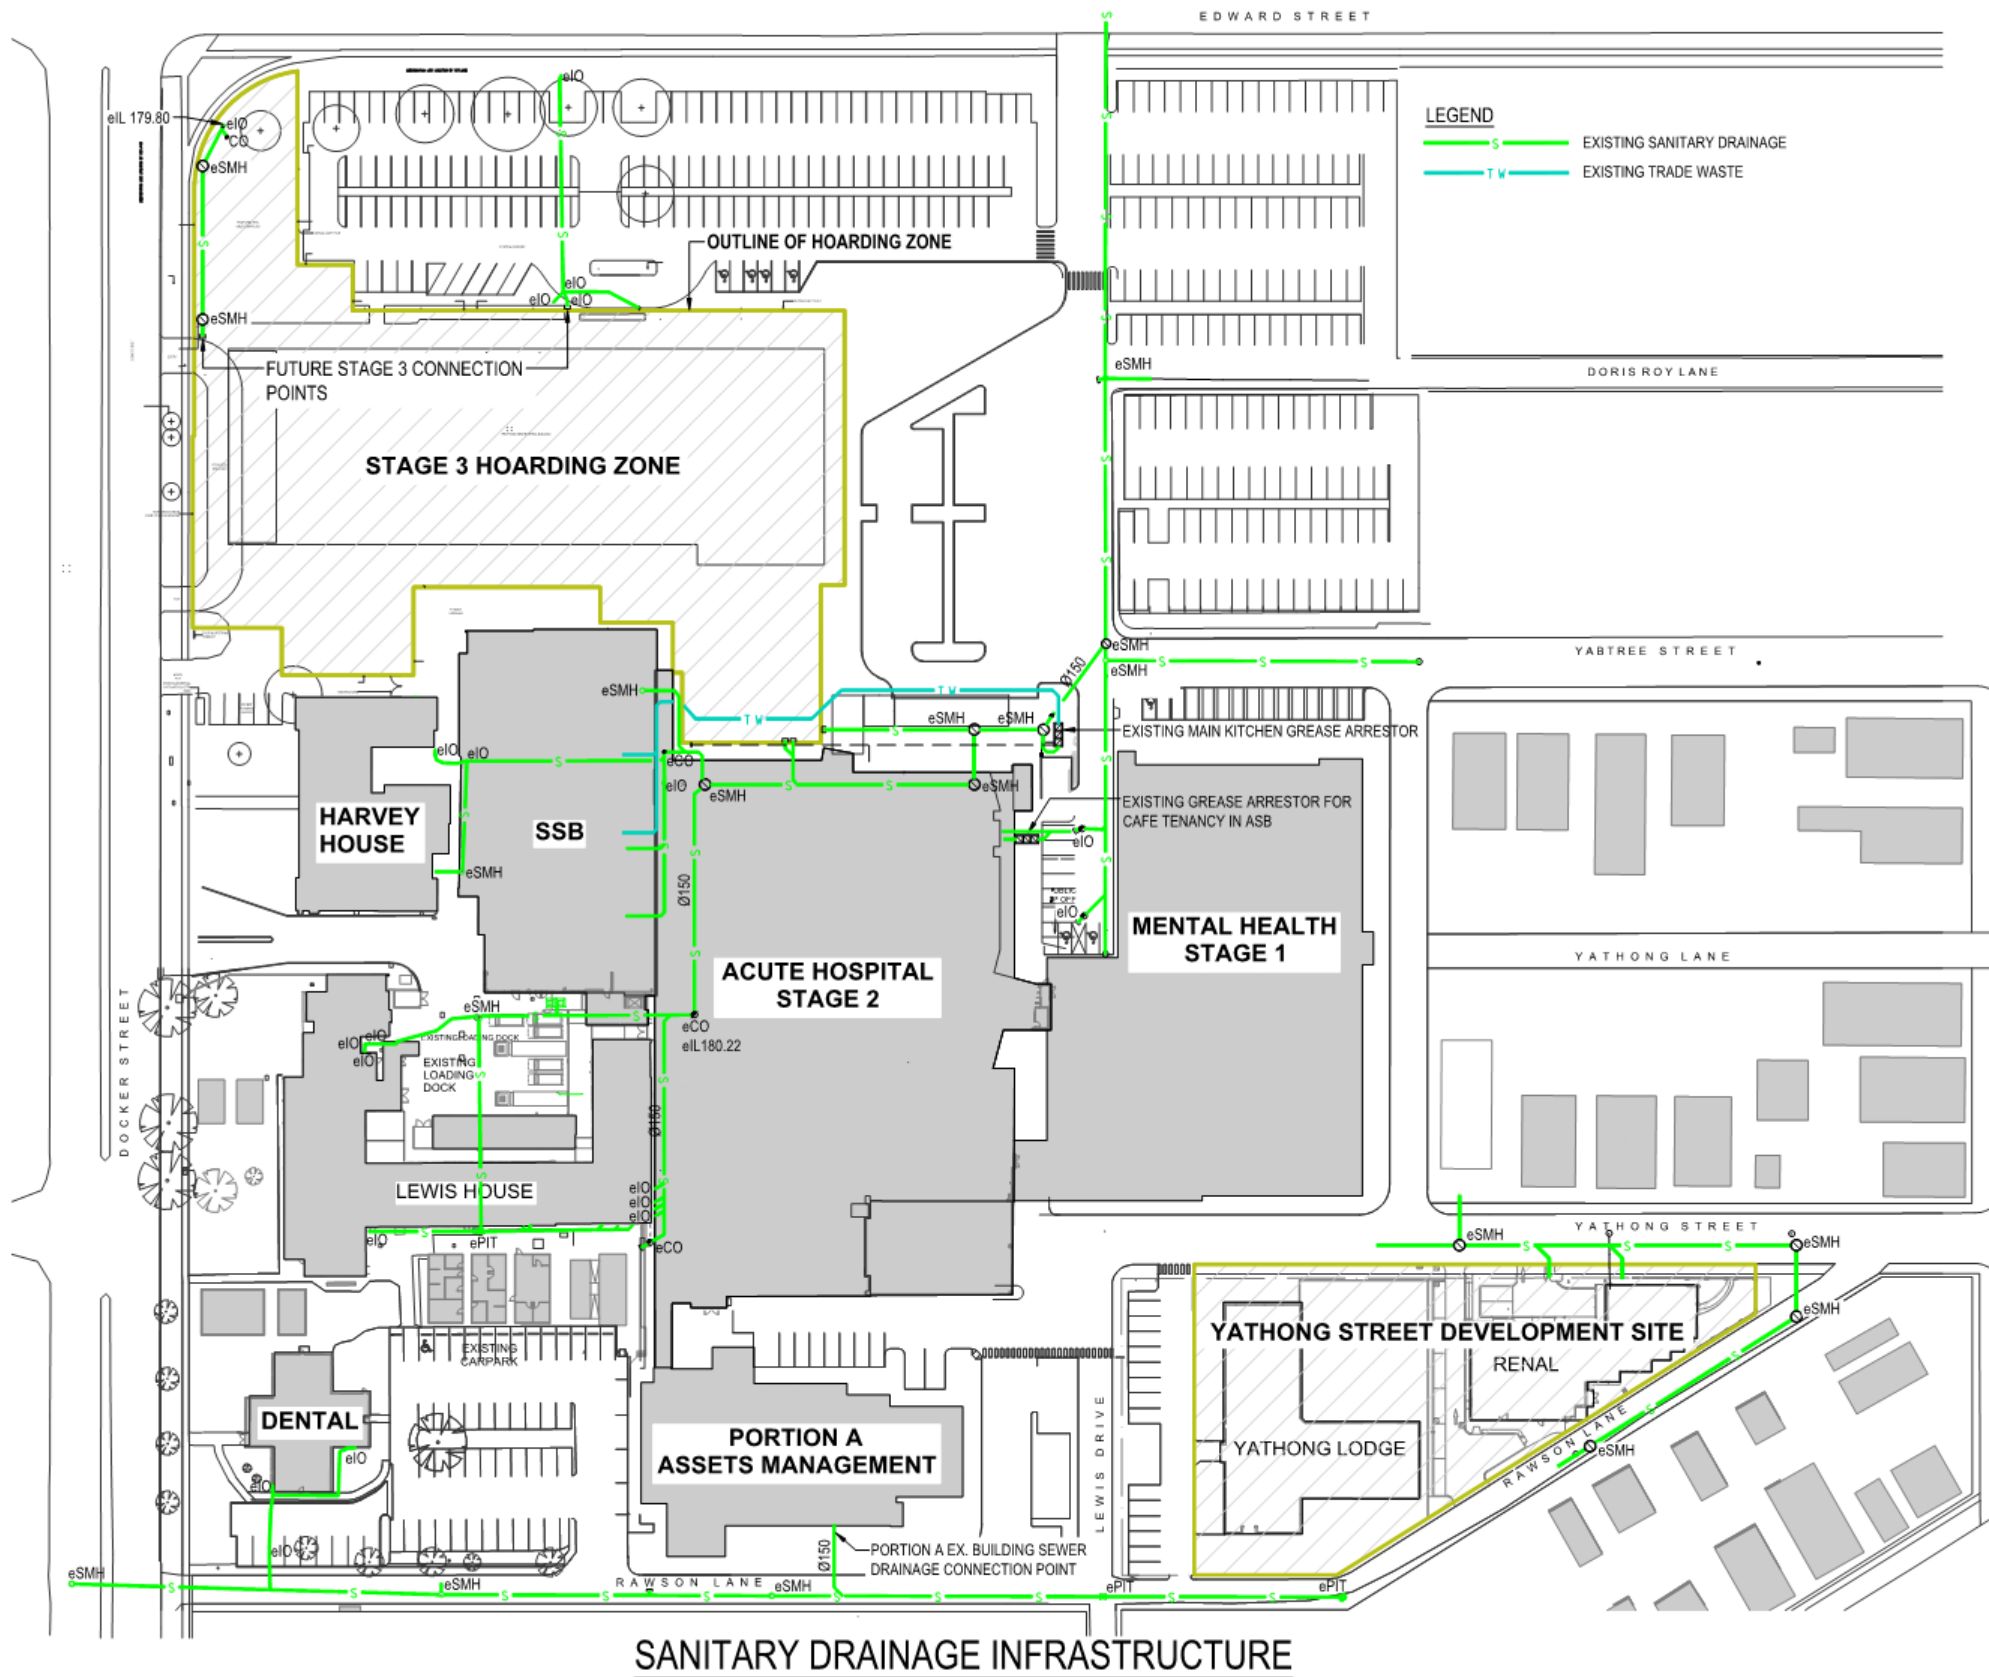 EDWARD STREET
LEGEND
S
EXISTING SANITARY DRAINAGE
TW
EXISTING TRADE WASTE
eIO
eIL 179.80
eIO
CO
eSMH
S
S
S
S
OUTLINE OF HOARDING ZONE
eIO
eIO
eIO
eSMH
FUTURE STAGE 3 CONNECTION
POINTS
eSMH
DORIS ROY LANE
STAGE 3 HOARDING ZONE
eSMH
eSMH
Ø150
YABTREE STREET
eSMH
TW
TW
eSMH
eSMH
EXISTING MAIN KITCHEN GREASE ARRESTOR
eIO
eIO
eCO
eIO
eSMH
eSMH
EXISTING GREASE ARRESTOR FOR
CAFE TENANCY IN ASB
eIO
HARVEY
HOUSE
SSB
eSMH
Ø150
eIO
MENTAL HEALTH
STAGE 1
YATHONG LANE
ACUTE HOSPITAL
STAGE 2
DOCKER STREET
eSMH
eCO
eIL180.22
eIO
eIO
eIO
EXISTING LOADING DOCK
EXISTING
LOADING
DOCK
Ø150
LEWIS HOUSE
eIO
eIO
eIO
eIO
ePIT
eCO
YATHONG STREET
eSMH
eSMH
eSMH
YATHONG STREET DEVELOPMENT SITE
RENAL
EXISTING
CARPARK
DENTAL
eIO
PORTION A
ASSETS MANAGEMENT
LEWIS DRIVE
YATHONG LODGE
RAWSON LANE
eSMH
eIO
Ø150
PORTION A EX. BUILDING SEWER
DRAINAGE CONNECTION POINT
eSMH
eSMH
RAWSON LANE
eSMH
ePIT
ePIT
SANITARY DRAINAGE INFRASTRUCTURE